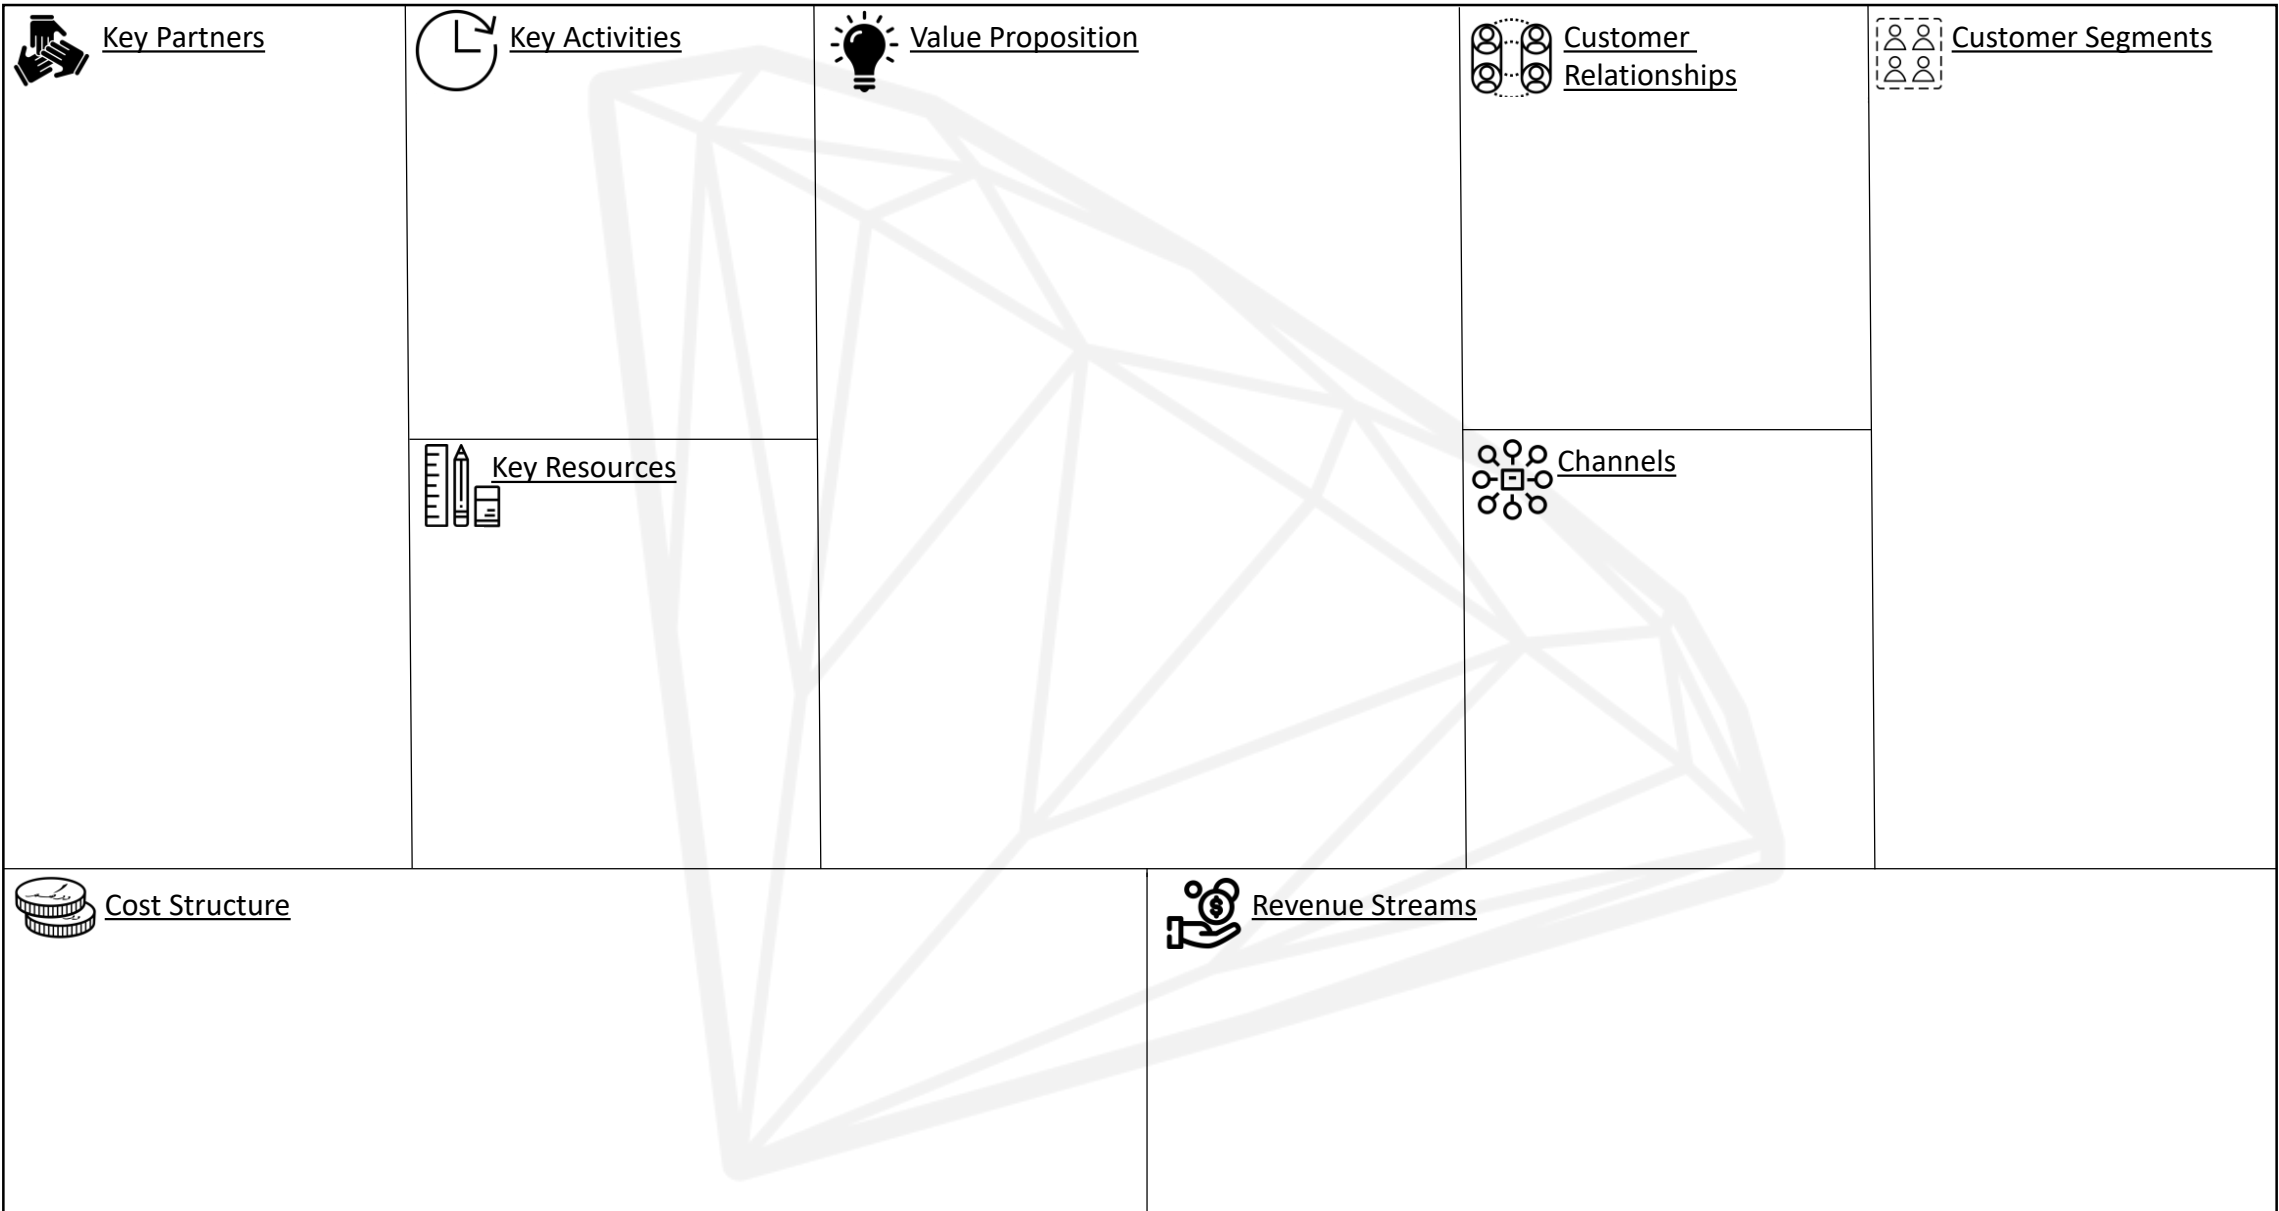 Key Partners
Key Activities
Value Proposition
Customer
Relationships
Customer Segments
Key Resources
Channels
Cost Structure
Revenue Streams